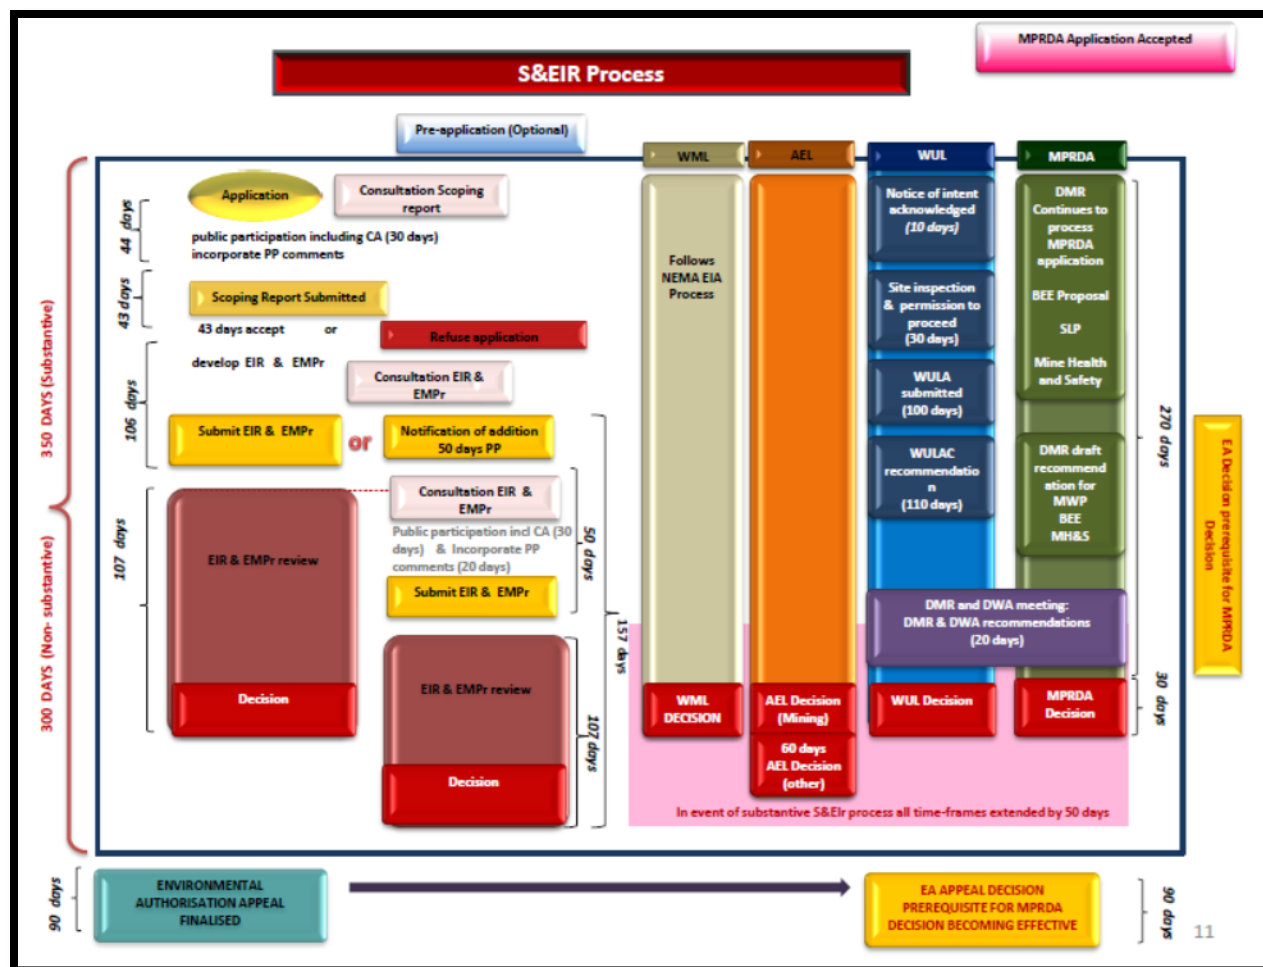 MPRDA Application Accepted
S&EIR Process
Pre-application (Optional)
WML
AEL
WUL
MPRDA
350 DAYS (Substantive)
300 DAYS (Non- substantive)
44 days
Application
Consultation Scoping
report
public participation including CA (30 days)
incorporate PP comments
43 days
Scoping Report Submitted
43 days accept or
Refuse application
106 days
develop EIR & EMPr
Consultation EIR &
EMPr
Submit EIR & EMPr
or
Notification of addition
50 days PP
107 days
EIR & EMPr review
Decision
Consultation EIR &
EMPr
Public participation incl CA (30
days) & Incorporate PP
comments (20 days)
Submit EIR & EMPr
50 days
157 days
EIR & EMPr review
Decision
107 days
Follows
NEMA EIA
Process
WML
DECISION
AEL Decision
(Mining)
60 days
AEL Decision
(other)
Notice of intent
acknowledged
(10 days)
Site inspection
& permission to
proceed
(30 days)
WULA
submitted
(100 days)
WULAC
recommendatio
n
(110 days)
DMR and DWA meeting:
DMR & DWA recommendations
(20 days)
WUL Decision
DMR
Continues to
process
MPRDA
application
BEE Proposal
SLP
Mine Health
and Safety
DMR draft
recommend
ation for
MWP
BEE
MH&S
MPRDA
Decision
270 days
30 days
EA Decision prerequisite for MPRDA
Decision
In event of substantive S&EIr process all time-frames extended by 50 days
90 days
ENVIRONMENTAL
AUTHORISATION APPEAL
FINALISED
EA APPEAL DECISION
PREREQUISITE FOR MPRDA
DECISION BECOMING EFFECTIVE
90 days
11